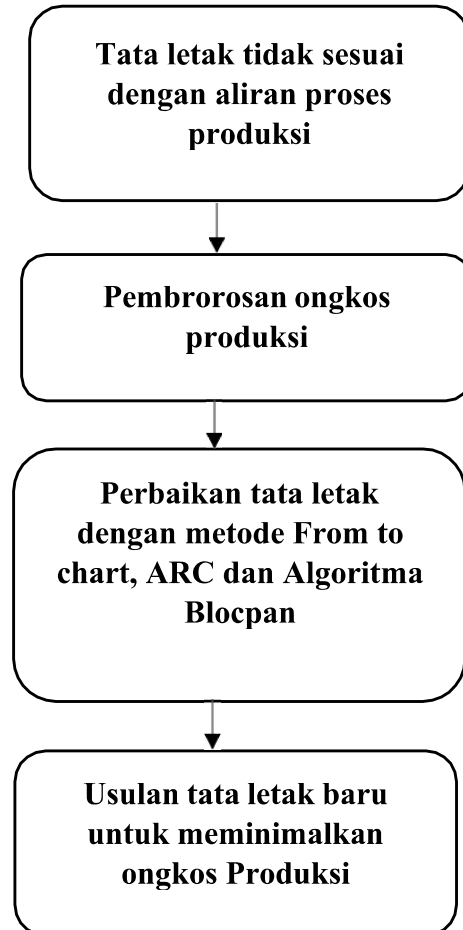 Tata letak tidak sesuai
dengan aliran proses
produksi
Pembrorosan ongkos
produksi
Perbaikan tata letak
dengan metode From to
chart, ARC dan Algoritma
Blocpan
Usulan tata letak baru
untuk meminimalkan
ongkos Produksi